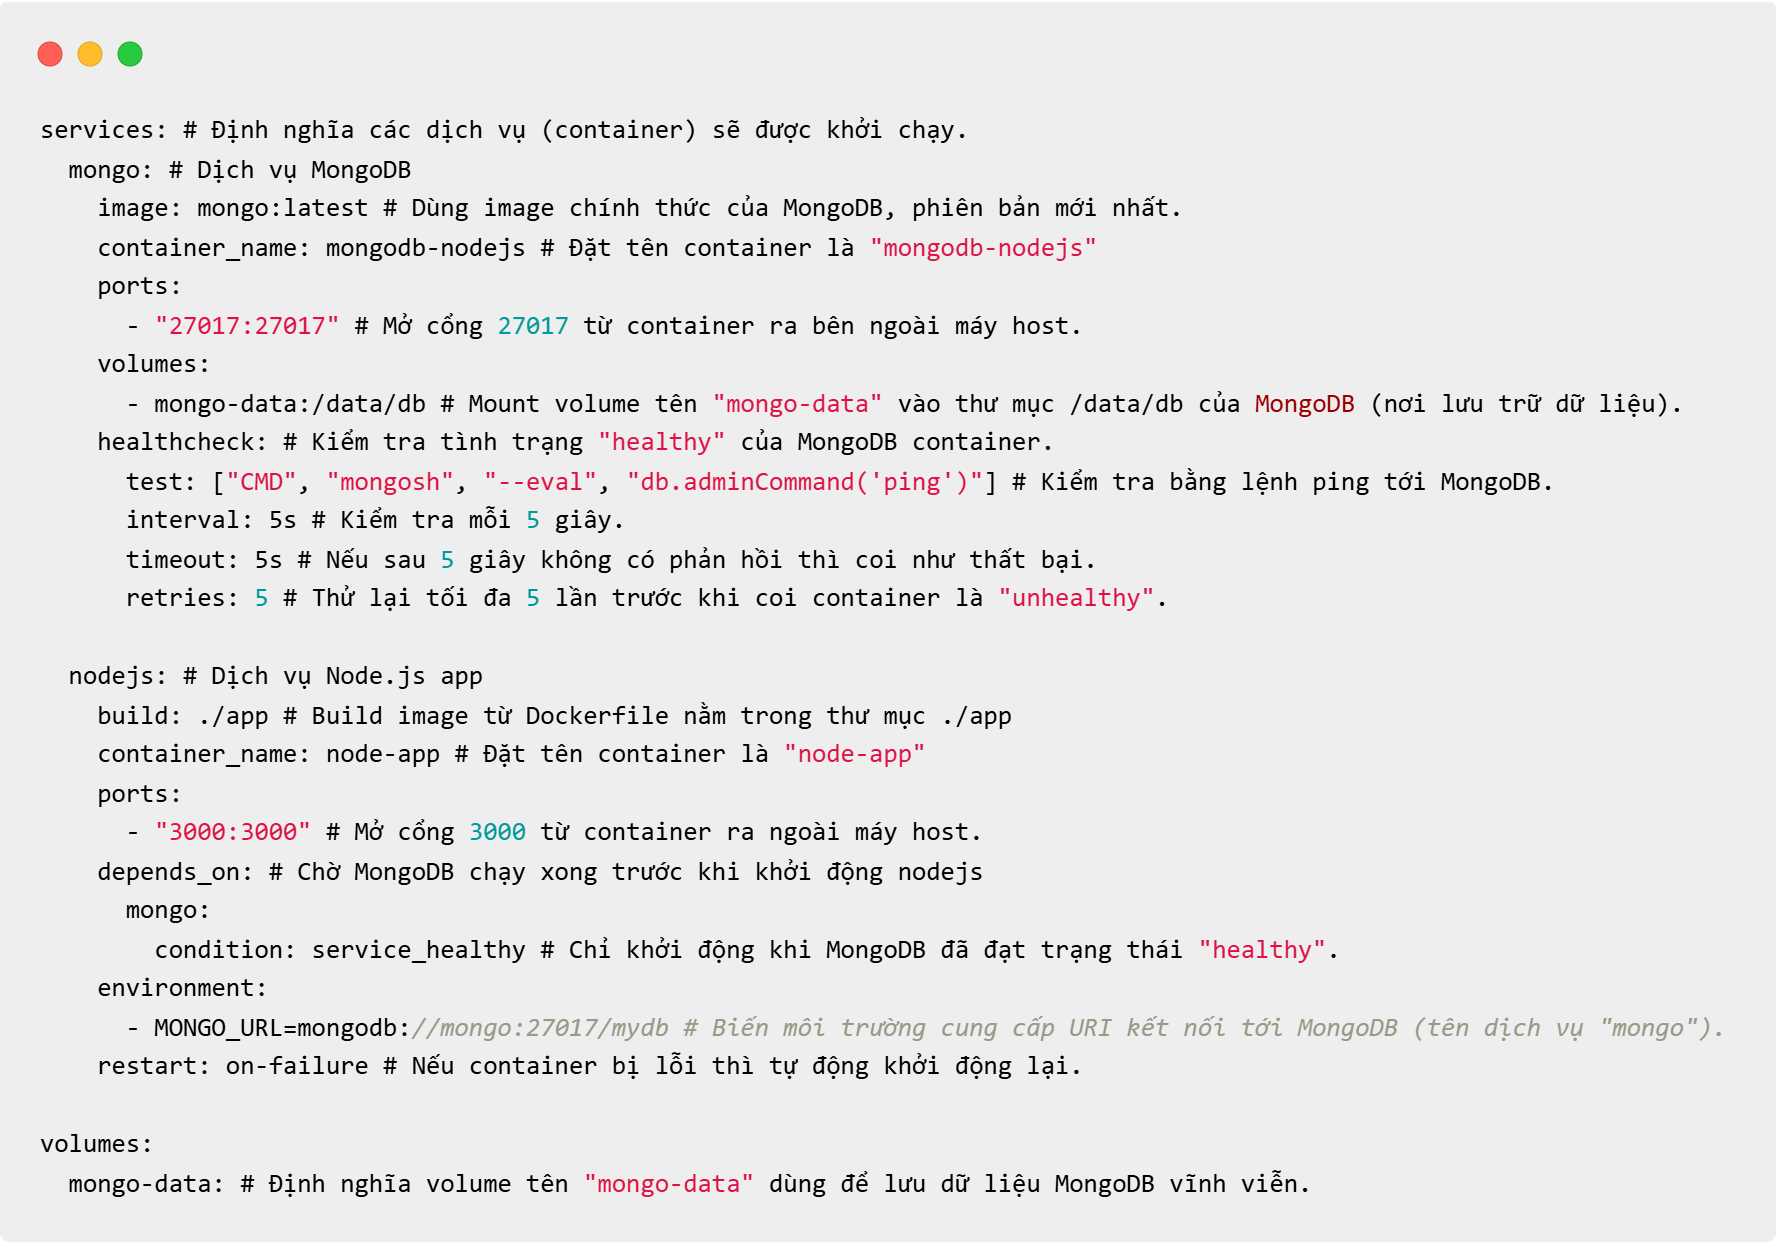 services: # Định nghĩa các dịch vụ (container) sẽ được khởi chạy.
  mongo: # Dịch vụ MongoDB
    image: mongo:latest # Dùng image chính thức của MongoDB, phiên bản mới nhất.
    container_name: mongodb-nodejs # Đặt tên container là "mongodb-nodejs"
    ports:
      - "27017:27017" # Mở cổng 27017 từ container ra bên ngoài máy host.
    volumes:
      - mongo-data:/data/db # Mount volume tên "mongo-data" vào thư mục /data/db của MongoDB (nơi lưu trữ dữ liệu).
    healthcheck: # Kiểm tra tình trạng "healthy" của MongoDB container.
      test: ["CMD", "mongosh", "--eval", "db.adminCommand('ping')"] # Kiểm tra bằng lệnh ping tới MongoDB.
      interval: 5s # Kiểm tra mỗi 5 giây.
      timeout: 5s # Nếu sau 5 giây không có phản hồi thì coi như thất bại.
      retries: 5 # Thử lại tối đa 5 lần trước khi coi container là "unhealthy".

  nodejs: # Dịch vụ Node.js app
    build: ./app # Build image từ Dockerfile nằm trong thư mục ./app
    container_name: node-app # Đặt tên container là "node-app"
    ports:
      - "3000:3000" # Mở cổng 3000 từ container ra ngoài máy host.
    depends_on: # Chờ MongoDB chạy xong trước khi khởi động nodejs
      mongo:
        condition: service_healthy # Chỉ khởi động khi MongoDB đã đạt trạng thái "healthy".
    environment:
      - MONGO_URL=mongodb://mongo:27017/mydb # Biến môi trường cung cấp URI kết nối tới MongoDB (tên dịch vụ "mongo").
    restart: on-failure # Nếu container bị lỗi thì tự động khởi động lại.

volumes:
  mongo-data: # Định nghĩa volume tên "mongo-data" dùng để lưu dữ liệu MongoDB vĩnh viễn.